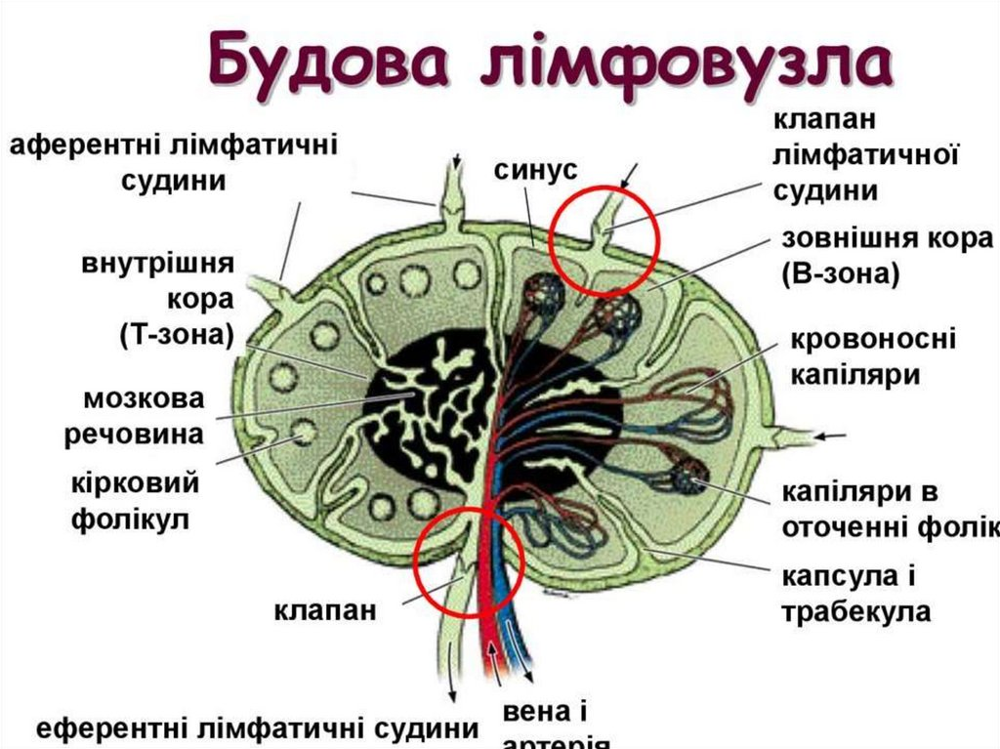 Будова лімфовузла
аферентні лімфатичні
судини
синус
клапан
лімфатичної
судини
зовнішня кора
(В-зона)
внутрішня
кора
(Т-зона)
кровоносні
капіляри
мозкова
речовина
кірковий
фолікул
капіляри в
оточенні фолік
капсула і
трабекула
клапан
еферентні лімфатичні судини
вена і
артерія